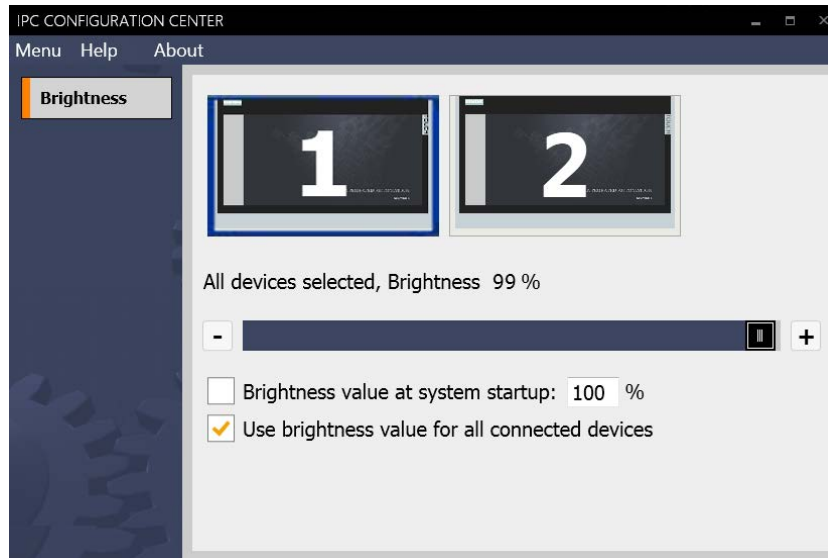 IPC CONFIGURATION CENTER
Menu Help About
Brightness
1 2
All devices selected, Brightness 99 %
- +
Brightness value at system startup: 100 %
Use brightness value for all connected devices